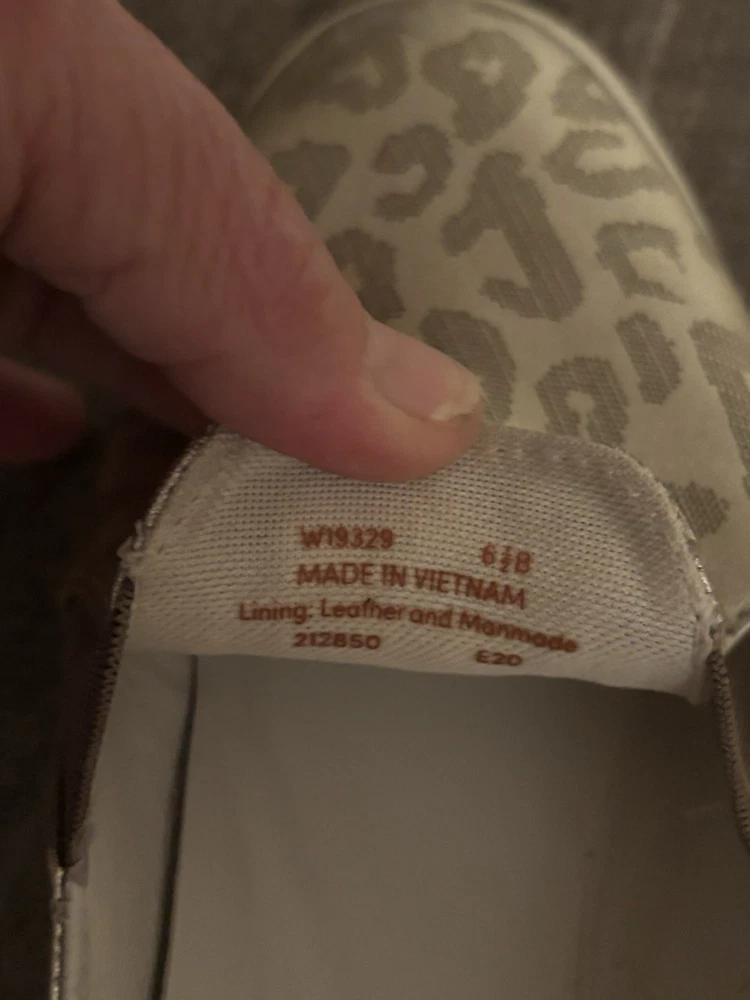 W19329 6½B
MADE IN VIETNAM
Lining: Leather and Manmade
212850 E20